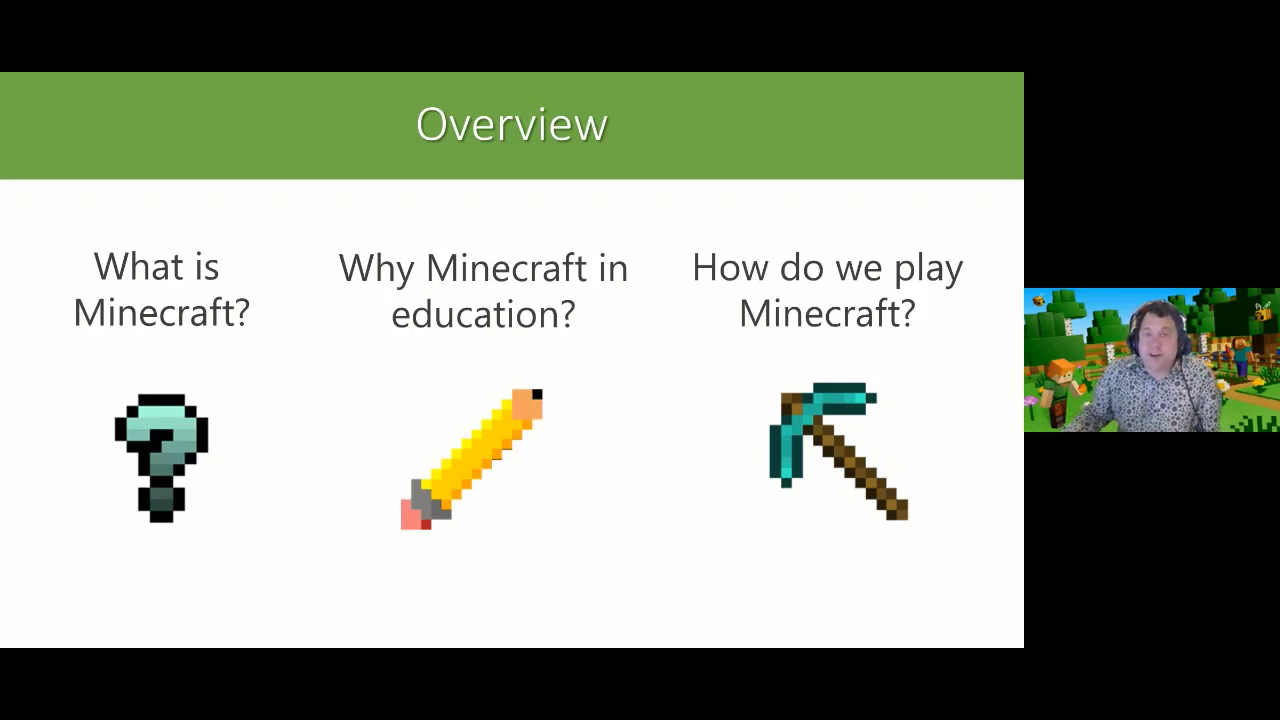 Overview
What is
Minecraft?
Why Minecraft in
education?
How do we play
Minecraft?